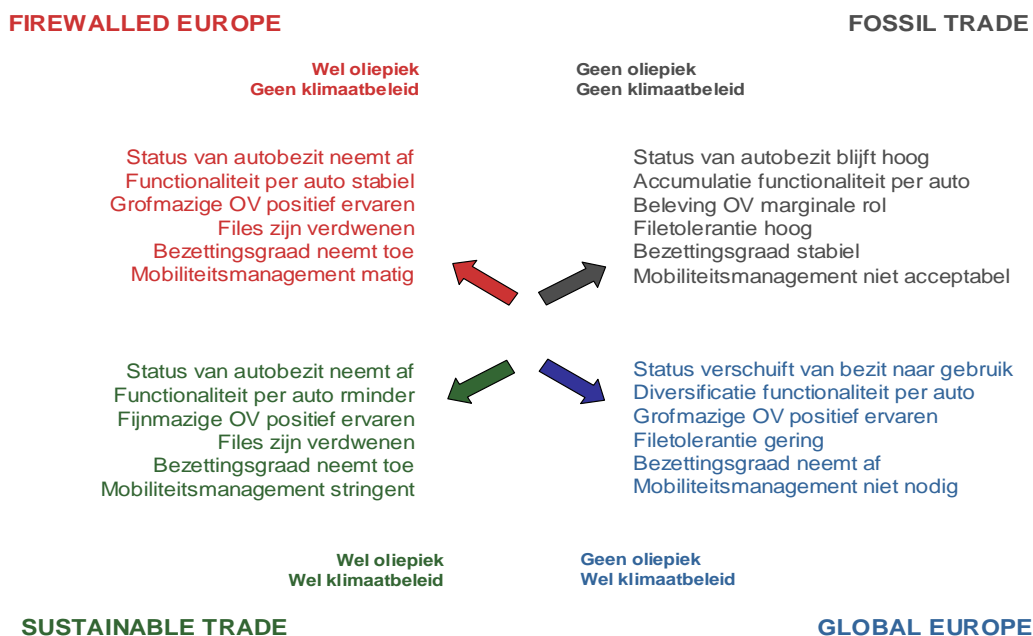 FIREWALLED EUROPE
FOSSIL TRADE
Wel oliepiek
Geen klimaatbeleid
Geen oliepiek
Geen klimaatbeleid
Status van autobezit neemt af
Functionaliteit per auto stabiel
Grofmazige OV positief ervaren
Files zijn verdwenen
Bezettingsgraad neemt toe
Mobiliteitsmanagement matig
Status van autobezit blijft hoog
Accumulatie functionaliteit per auto
Beleving OV marginale rol
Filetolerantie hoog
Bezettingsgraad stabiel
Mobiliteitsmanagement niet acceptabel
Status van autobezit neemt af
Functionaliteit per auto rminder
Fijnmazige OV positief ervaren
Files zijn verdwenen
Bezettingsgraad neemt toe
Mobiliteitsmanagement stringent
Status verschuift van bezit naar gebruik
Diversificatie functionaliteit per auto
Grofmazige OV positief ervaren
Filetolerantie gering
Bezettingsgraad neemt af
Mobiliteitsmanagement niet nodig
Wel oliepiek
Wel klimaatbeleid
Geen oliepiek
Wel klimaatbeleid
SUSTAINABLE TRADE
GLOBAL EUROPE